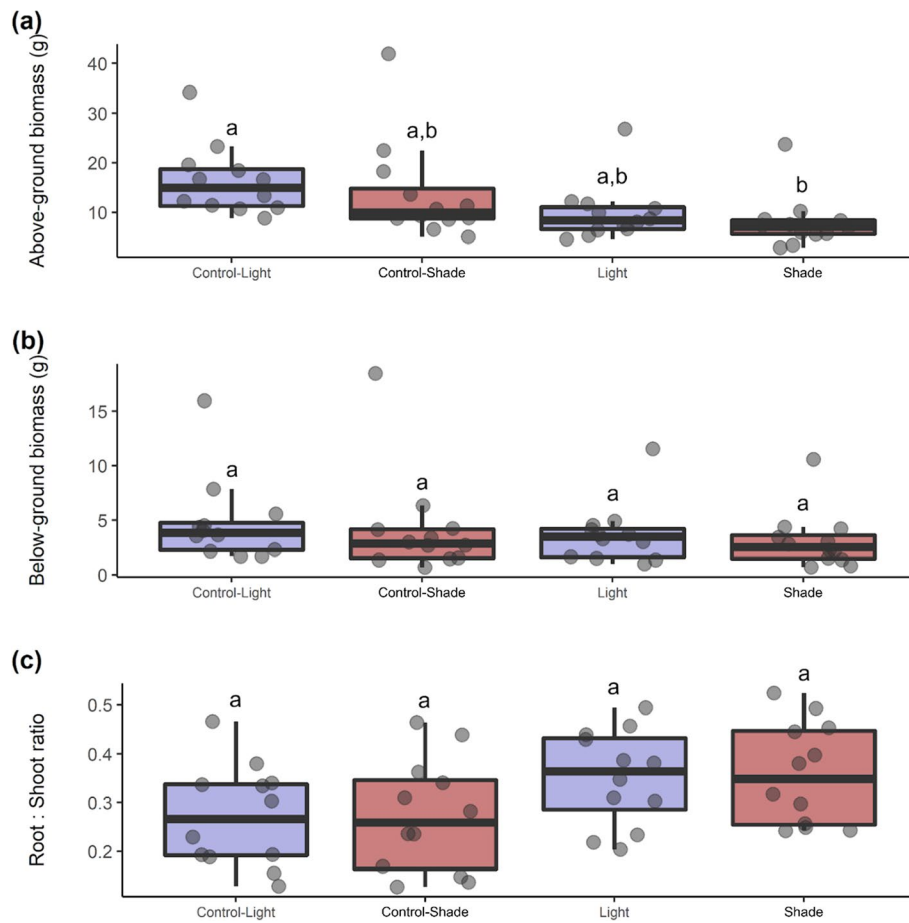 (a)
Above-ground biomass (g)
40
30
20
10
a
a,b
a,b
b
Control-Light
Control-Shade
Light
Shade
(b)
Below-ground biomass (g)
15
10
5
0
a
a
a
a
Control-Light
Control-Shade
Light
Shade
(c)
Root : Shoot ratio
0.5
0.4
0.3
0.2
a
a
a
a
Control-Light
Control-Shade
Light
Shade